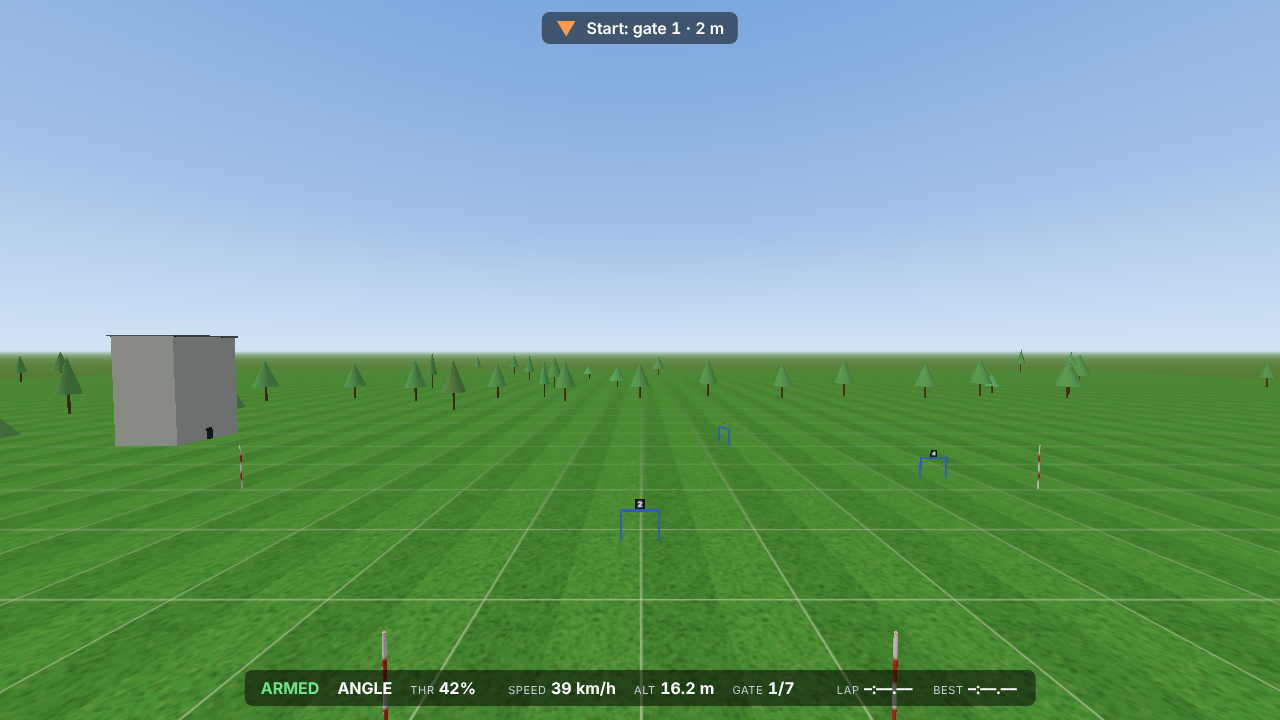 Start: gate 1 · 2 m
4
2
ARMED ANGLE THR 42% SPEED 39 km/h ALT 16.2 m GATE 1/7 LAP –:––.–– BEST –:––.––